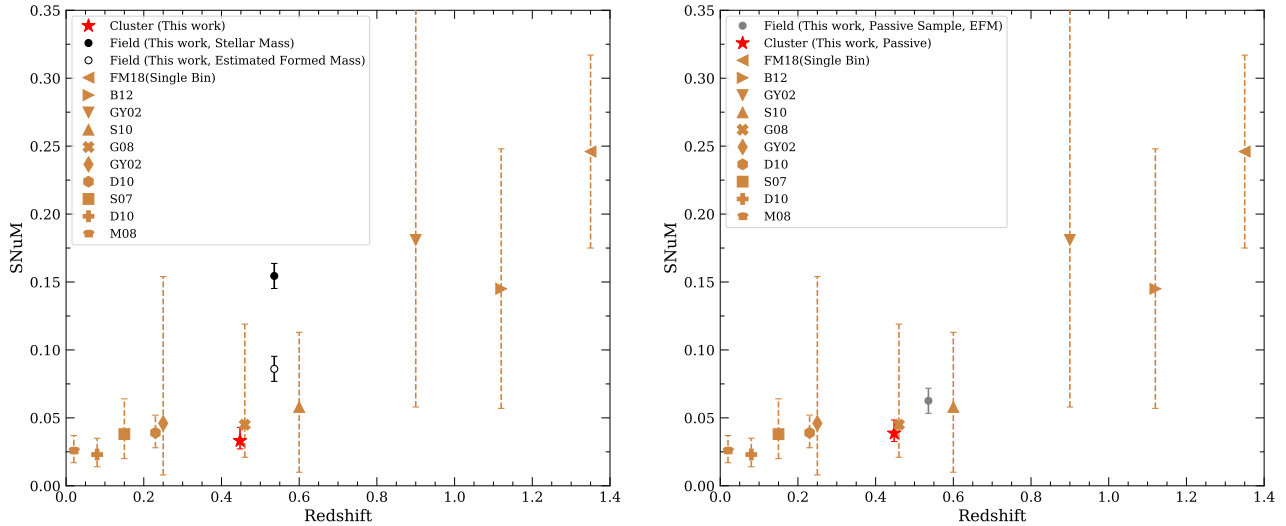 0.35
0.30
0.25
0.20
0.15
0.10
0.05
0.00
SNuM
Cluster (This work)
Field (This work, Stellar Mass)
Field (This work, Estimated Formed Mass)
FM18(Single Bin)
B12
GY02
S10
G08
GY02
D10
S07
D10
M08
0.0 0.2 0.4 0.6 0.8 1.0 1.2 1.4
Redshift
0.35
0.30
0.25
0.20
0.15
0.10
0.05
0.00
SNuM
Field (This work, Passive Sample, EFM)
Cluster (This work, Passive)
FM18(Single Bin)
B12
GY02
S10
G08
GY02
D10
S07
D10
M08
0.0 0.2 0.4 0.6 0.8 1.0 1.2 1.4
Redshift